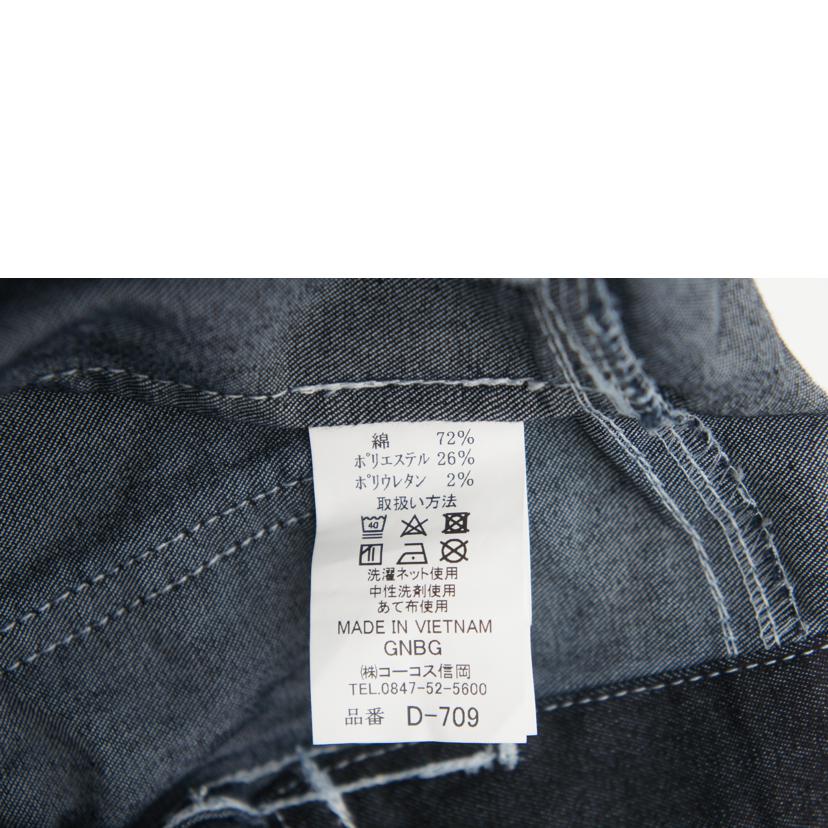 綿 72%
ポリエステル 26%
ポリウレタン 2%
取扱い方法
40
洗濯ネット使用
中性洗剤使用
あて布使用
MADE IN VIETNAM
GNBG
㈱コーコス信岡
TEL.0847-52-5600
品番 D-709